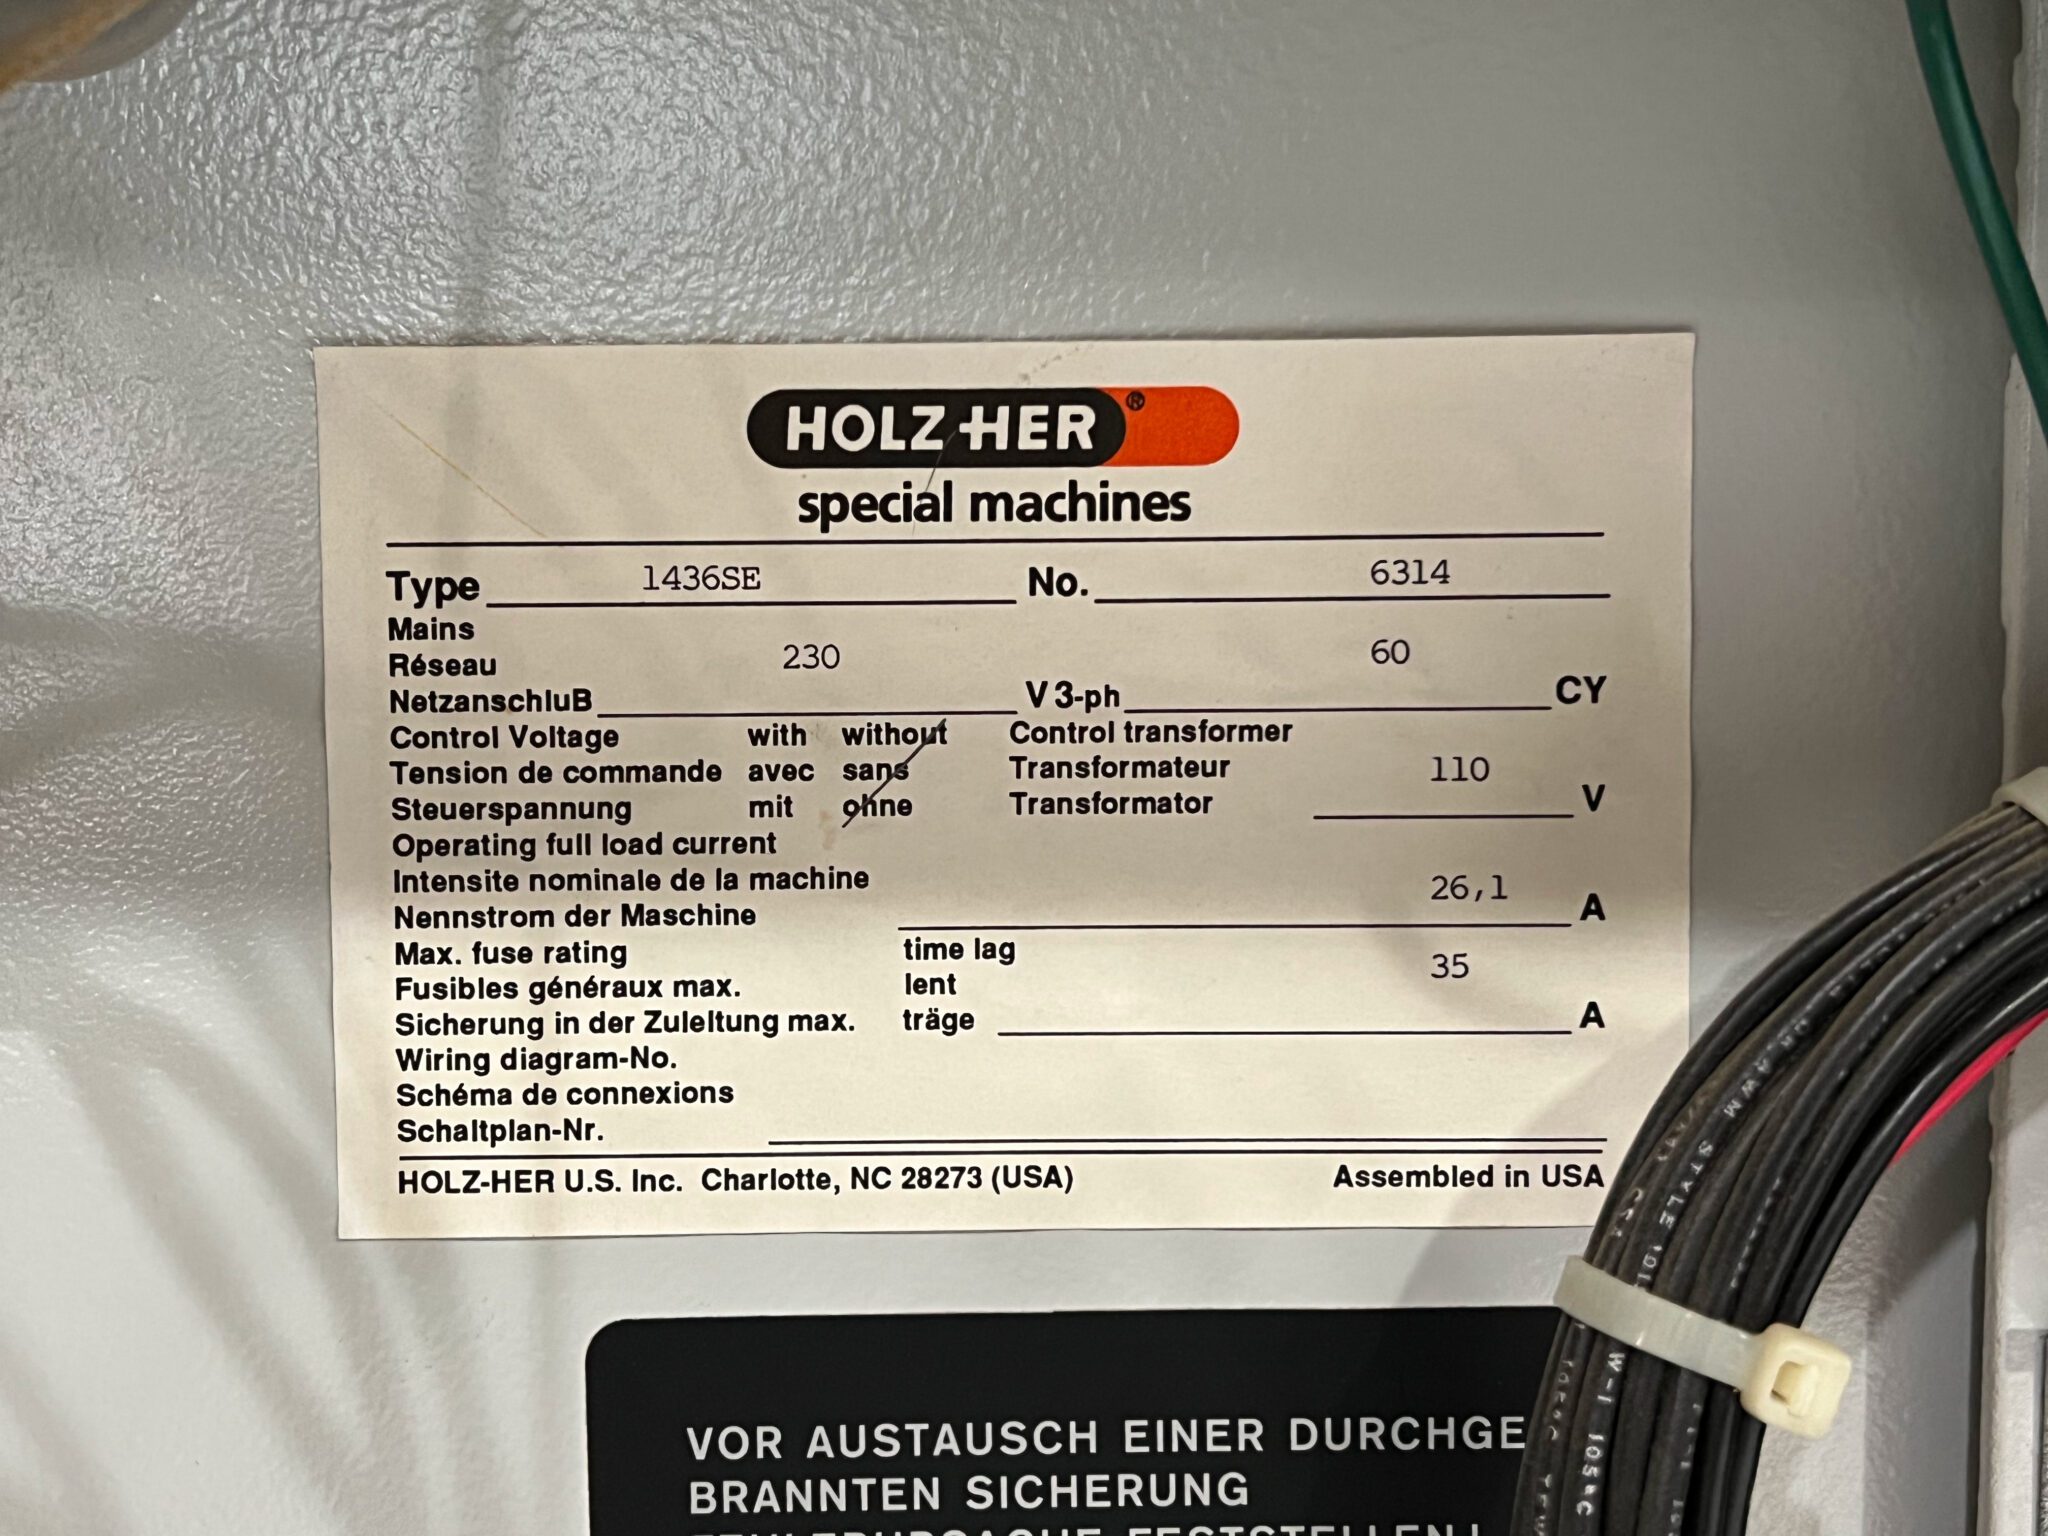 HOLZ-HER®
special machines
Type 1436SE No. 6314
Mains
Réseau 230 60
NetzanschluB V 3-ph CY
Control Voltage with without Control transformer
Tension de commande avec sans Transformateur 110
Steuerspannung mit ohne Transformator V
Operating full load current
Intensite nominale de la machine 26,1
Nennstrom der Maschine A
Max. fuse rating time lag 35
Fusibles généraux max. lent
Sicherung in der Zuleltung max. träge A
Wiring diagram-No.
Schéma de connexions
Schaltplan-Nr.
HOLZ-HER U.S. Inc. Charlotte, NC 28273 (USA) Assembled in USA
VOR AUSTAUSCH EINER DURCHGE
BRANNTEN SICHERUNG